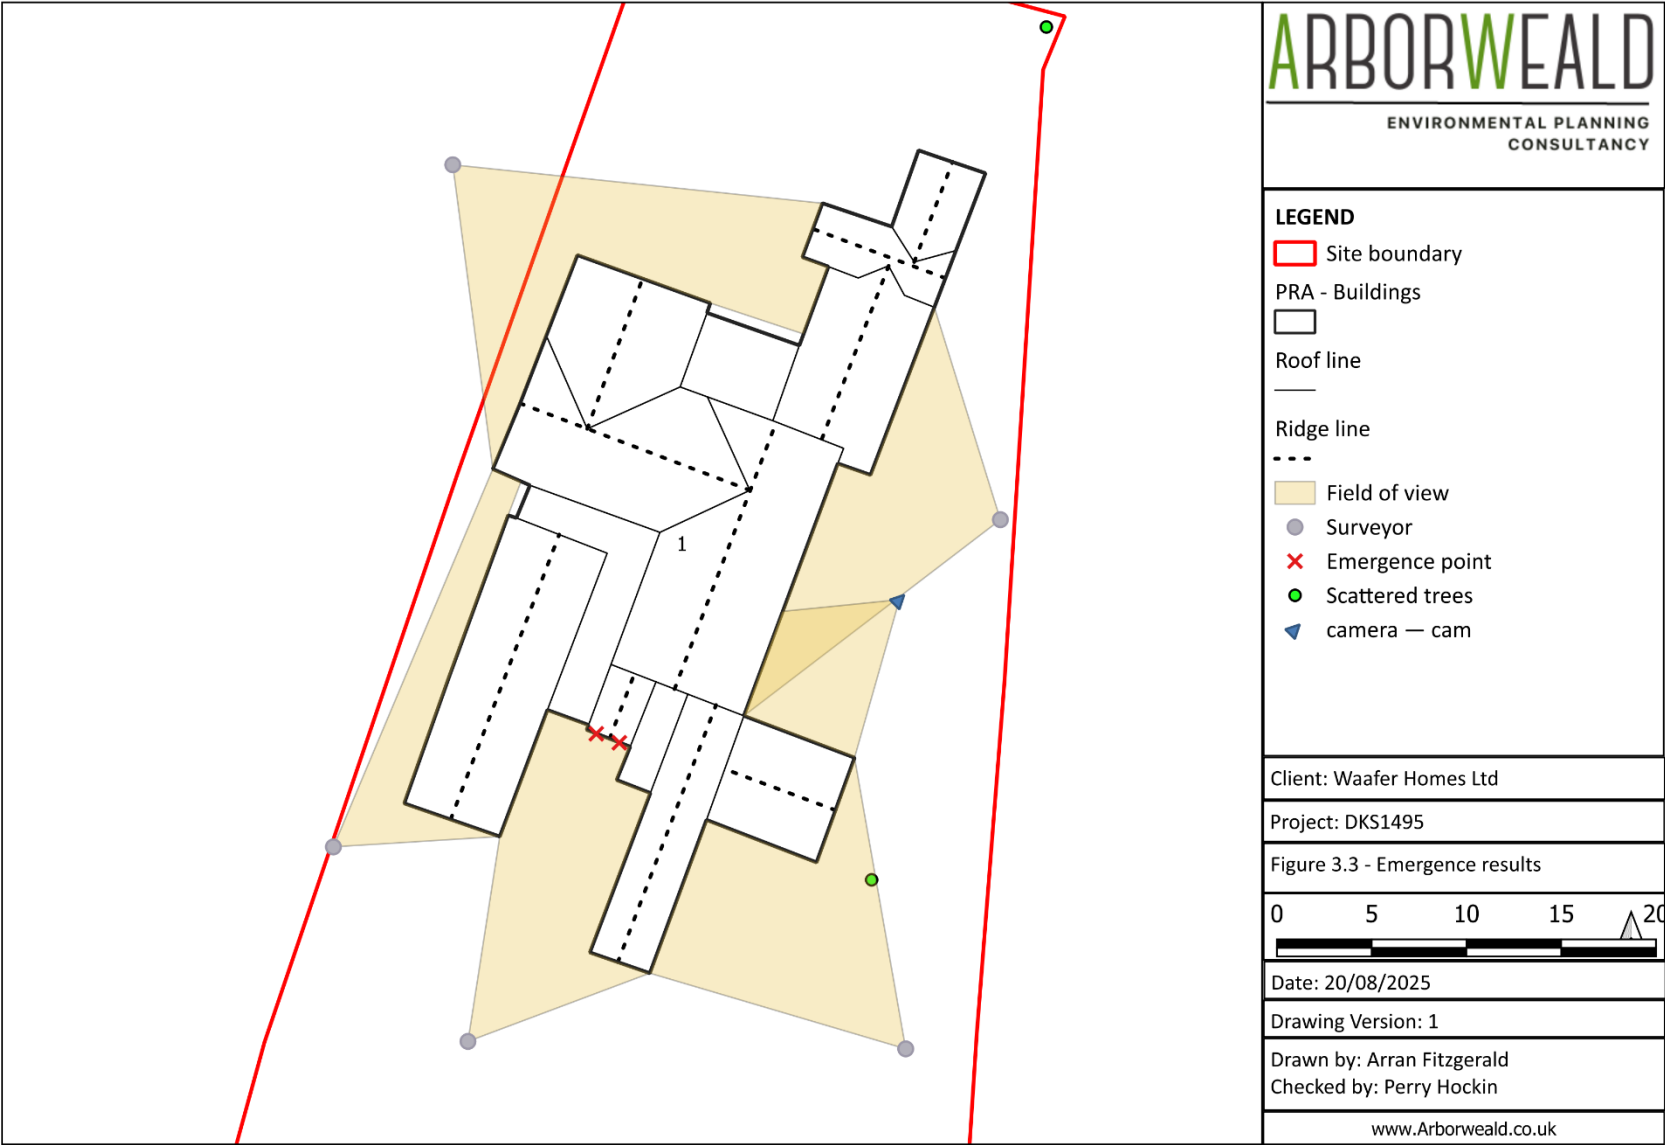 ARBORWEALD
ENVIRONMENTAL PLANNING
CONSULTANCY
LEGEND
Site boundary
PRA - Buildings
Roof line
Ridge line
Field of view
Surveyor
Emergence point
Scattered trees
camera — cam
1
Client: Waafer Homes Ltd
Project: DKS1495
Figure 3.3 - Emergence results
0 5 10 15 20
Date: 20/08/2025
Drawing Version: 1
Drawn by: Arran Fitzgerald
Checked by: Perry Hockin
www.Arborweald.co.uk